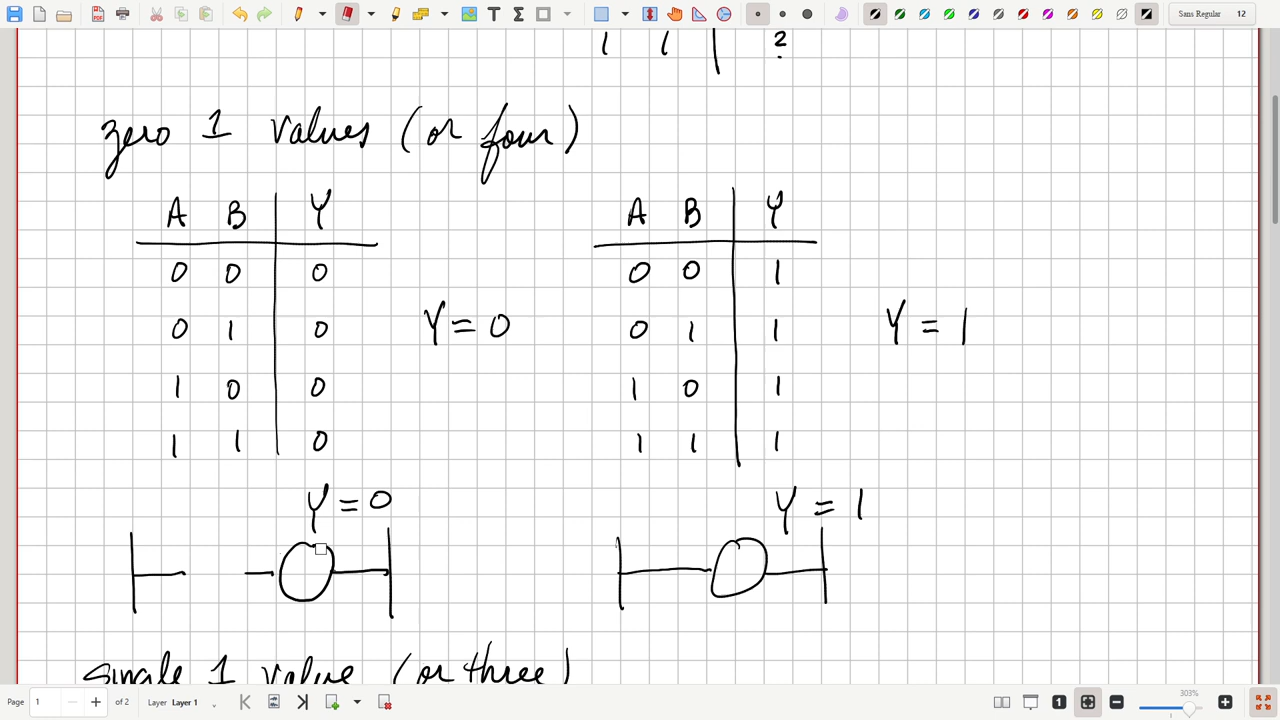 Sans Regular 12
1 1 ?
zero 1 values (or four)
A B Y A B Y
0 0 0 0 0 1
0 1 0 Y = 0 0 1 1 Y = 1
1 0 0 1 0 1
1 1 0 1 1 1
Y = 0 Y = 1
single 1 value (or three)
Page 1 of 2 Layer Layer 1 303%